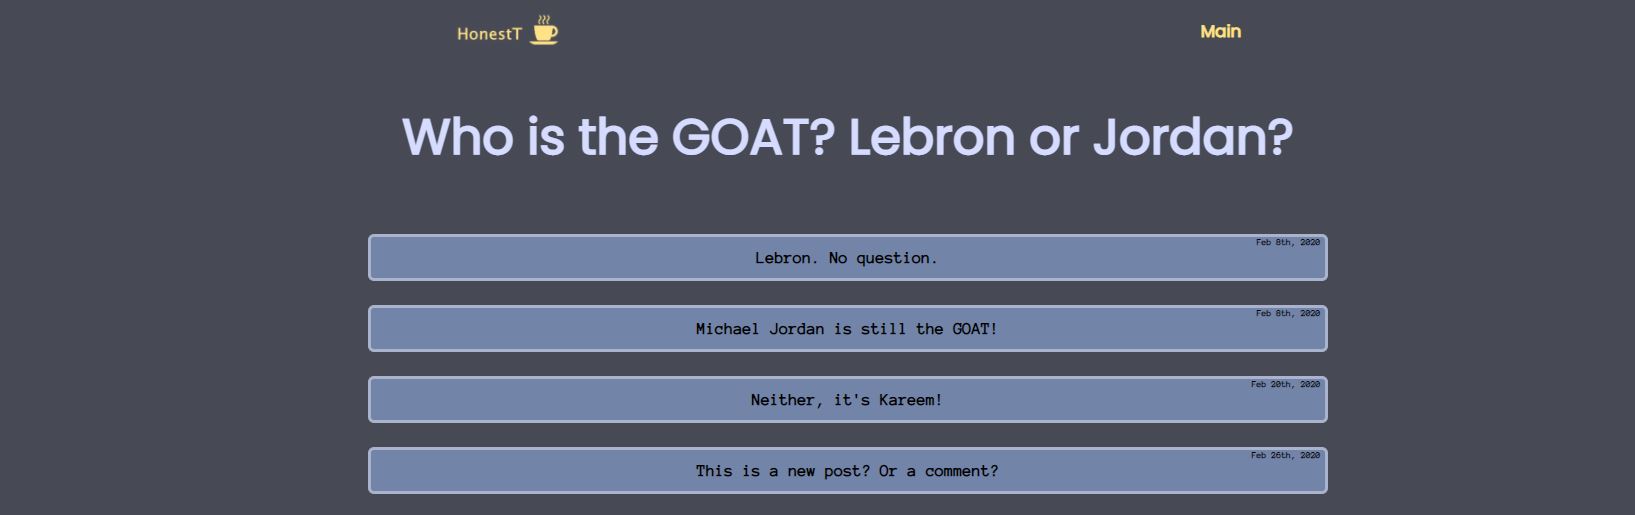 HonestT
Main
Who is the GOAT? Lebron or Jordan?
Feb 8th, 2020
Lebron. No question.
Feb 8th, 2020
Michael Jordan is still the GOAT!
Feb 20th, 2020
Neither, it's Kareem!
Feb 26th, 2020
This is a new post? Or a comment?